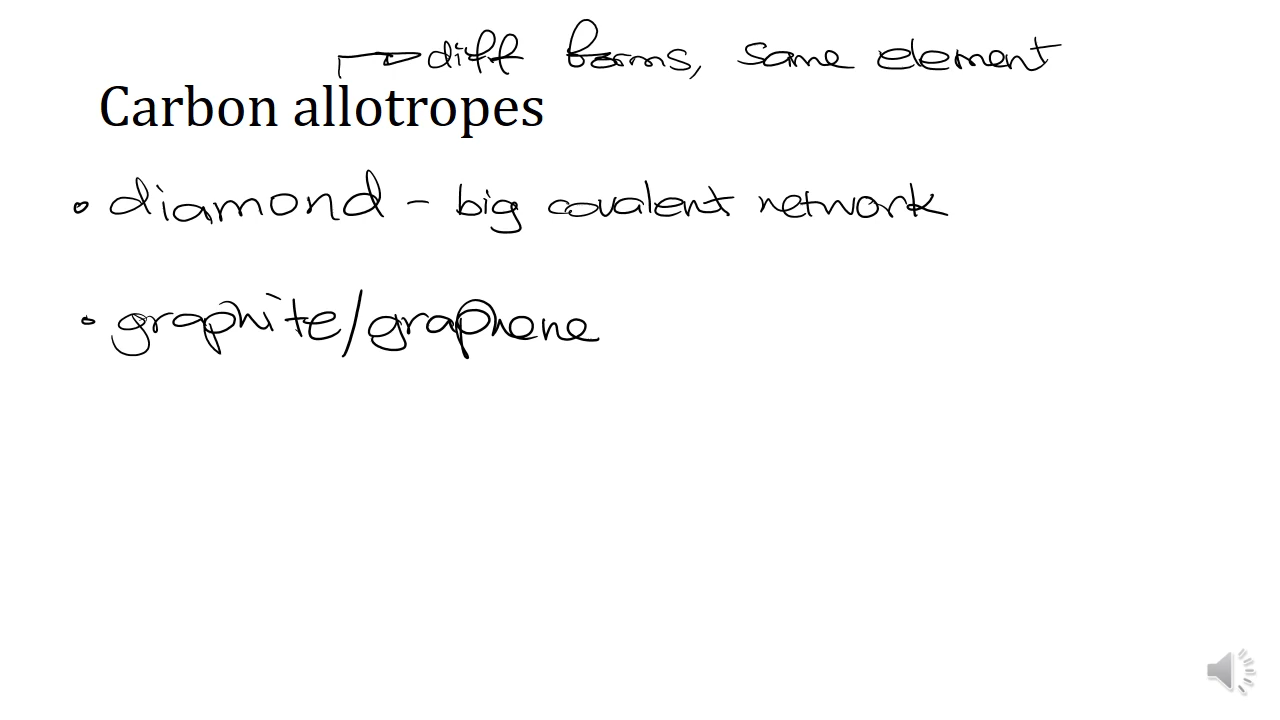 diff forms, same element
Carbon allotropes
• diamond - big covalent network
• graphite/graphene